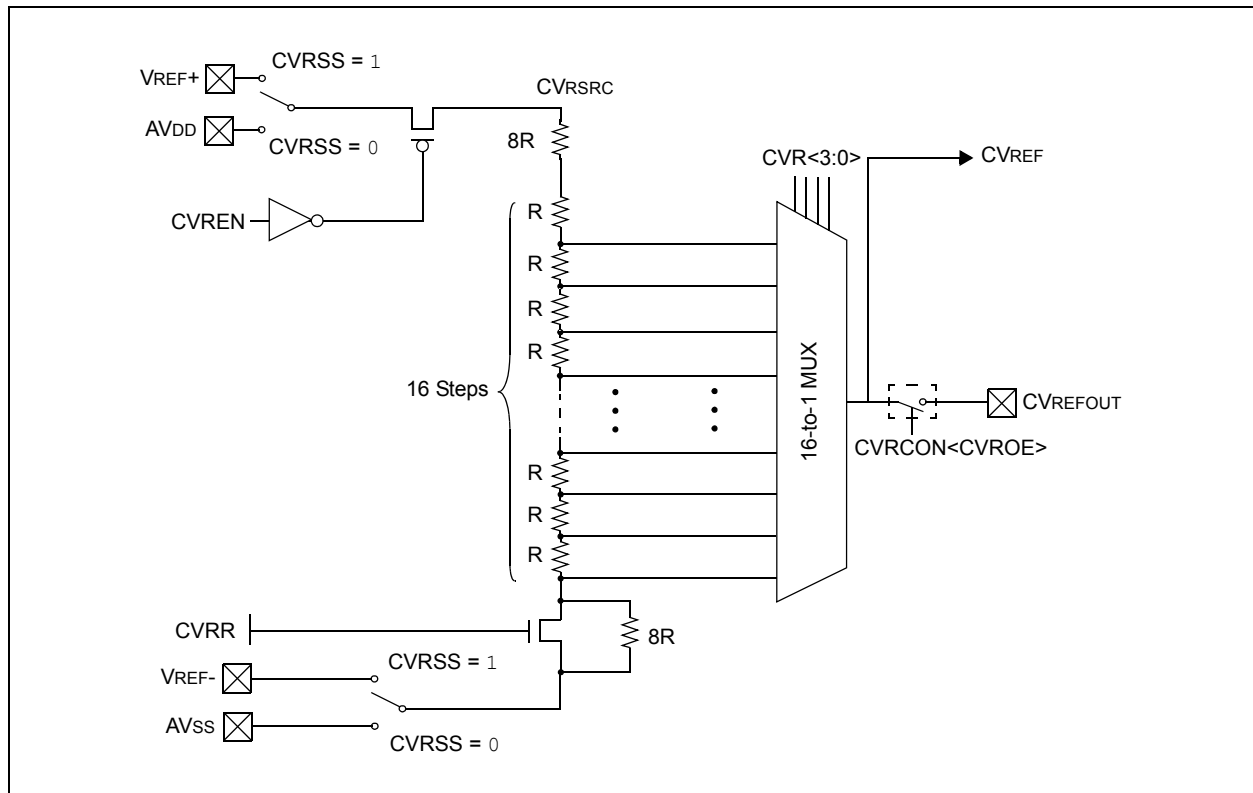 CVRSS = 1
VREF+
CVRSRC
AVDD
8R
CVRSS = 0
CVR<3:0>
CVREF
CVREN
R
R
R
R
16 Steps
16-to-1 MUX
CVREFOUT
CVRCON<CVROE>
R
R
R
CVRR
8R
CVRSS = 1
VREF-
AVSS
CVRSS = 0